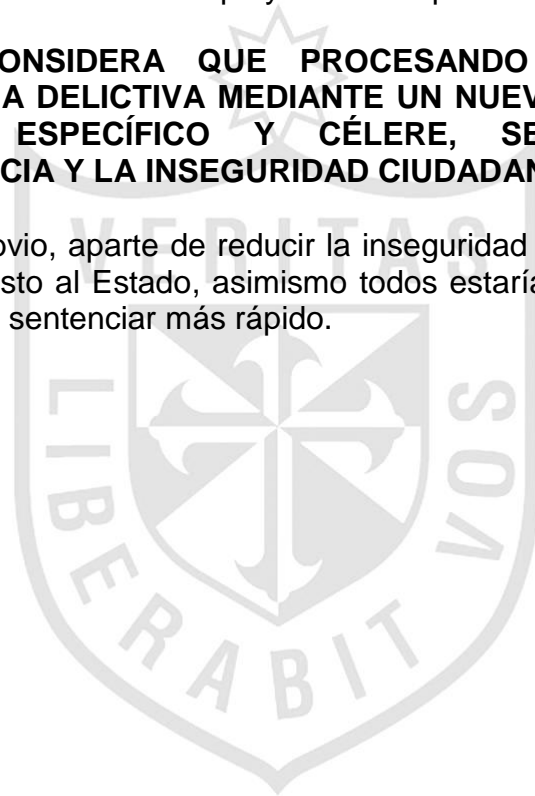 ONSIDERA QUE PROCESANDO
A DELICTIVA MEDIANTE UN NUEV
ESPECÍFICO Y CÉLERE, SE
CIA Y LA INSEGURIDAD CIUDADAN
ovio, aparte de reducir la inseguridad
sto al Estado, asimismo todos estaría
sentenciar más rápido.
VERITAS
LIBERABIT
VOS